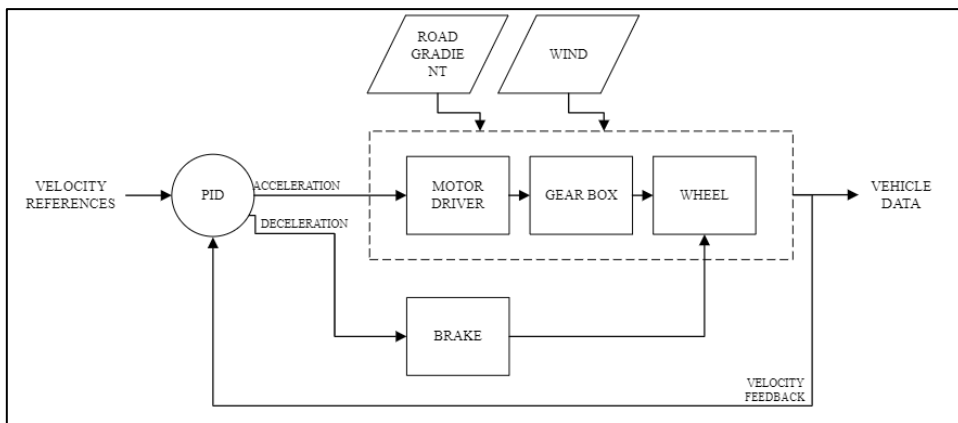 ROAD
GRADIE
NT
WIND
VELOCITY
REFERENCES
PID
ACCELERATION
DECELERATION
MOTOR
DRIVER
GEAR BOX
WHEEL
VEHICLE
DATA
BRAKE
VELOCITY
FEEDBACK